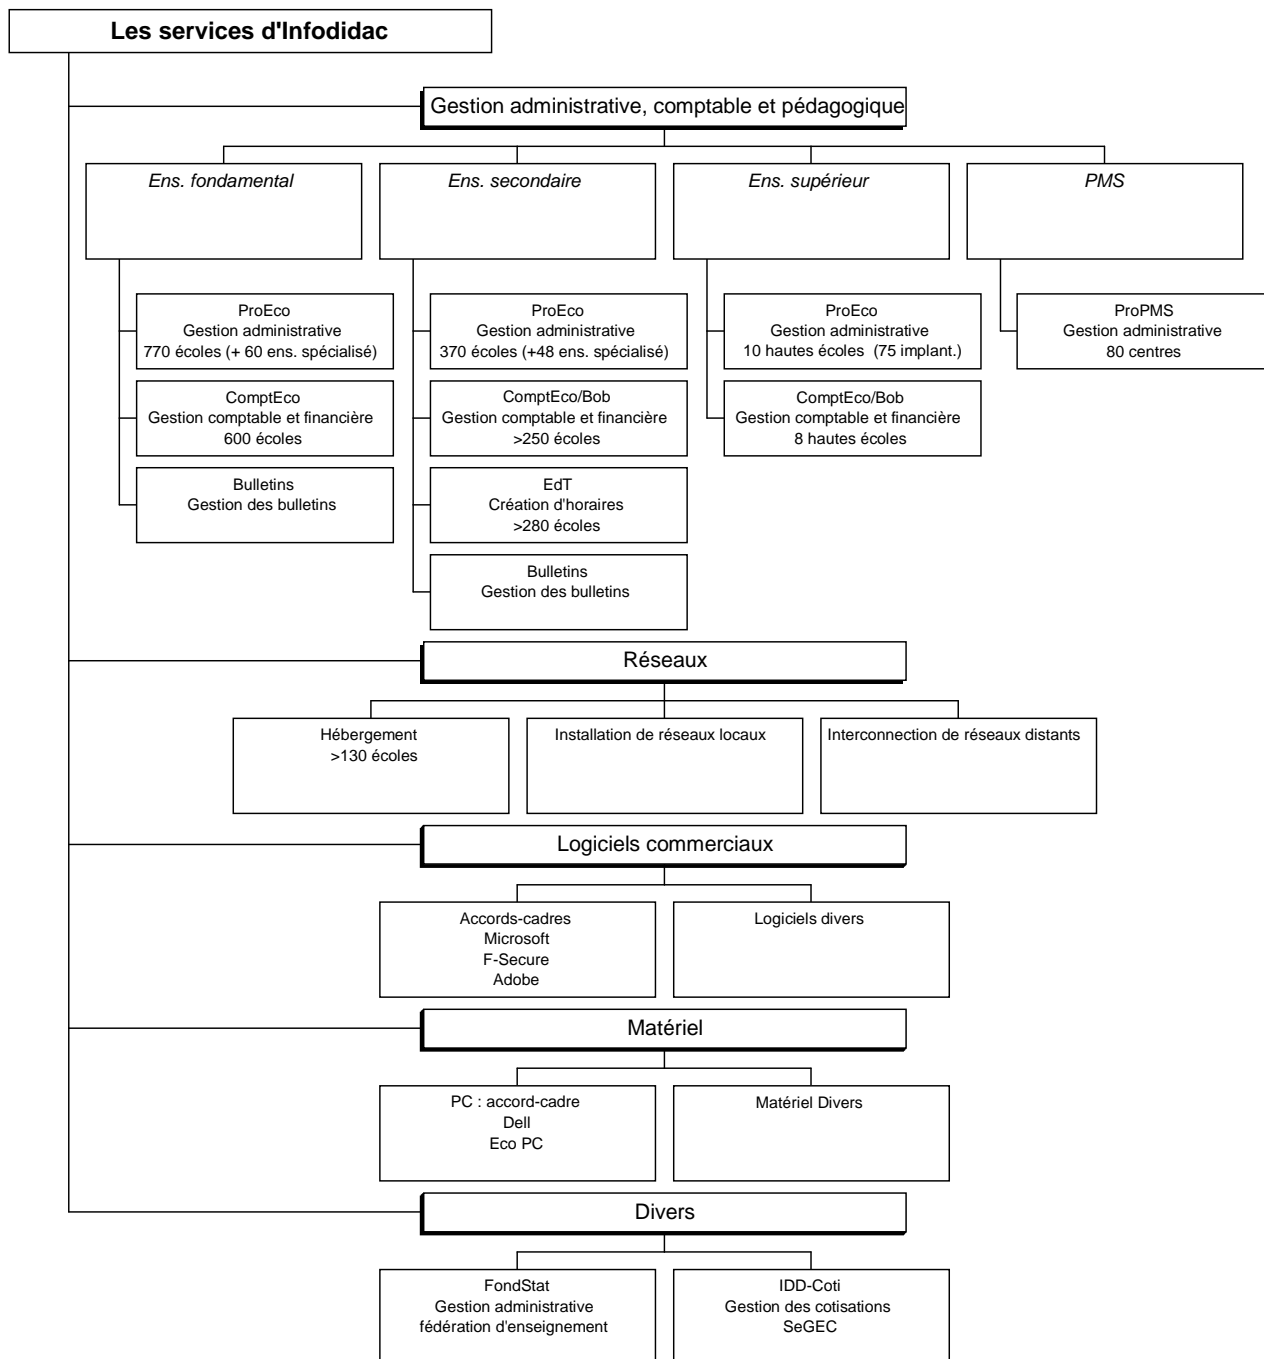 Les services d'Infodidac
Gestion administrative, comptable et pédagogique
Ens. fondamental
Ens. secondaire
Ens. supérieur
PMS
ProEco
Gestion administrative
770 écoles (+ 60 ens. spécialisé)
ProEco
Gestion administrative
370 écoles (+48 ens. spécialisé)
ProEco
Gestion administrative
10 hautes écoles (75 implant.)
ProPMS
Gestion administrative
80 centres
ComptEco
Gestion comptable et financière
600 écoles
ComptEco/Bob
Gestion comptable et financière
>250 écoles
ComptEco/Bob
Gestion comptable et financière
8 hautes écoles
Bulletins
Gestion des bulletins
EdT
Création d'horaires
>280 écoles
Bulletins
Gestion des bulletins
Réseaux
Hébergement
>130 écoles
Installation de réseaux locaux
Interconnection de réseaux distants
Logiciels commerciaux
Accords-cadres
Microsoft
F-Secure
Adobe
Logiciels divers
Matériel
PC : accord-cadre
Dell
Eco PC
Matériel Divers
Divers
FondStat
Gestion administrative
fédération d'enseignement
IDD-Coti
Gestion des cotisations
SeGEC